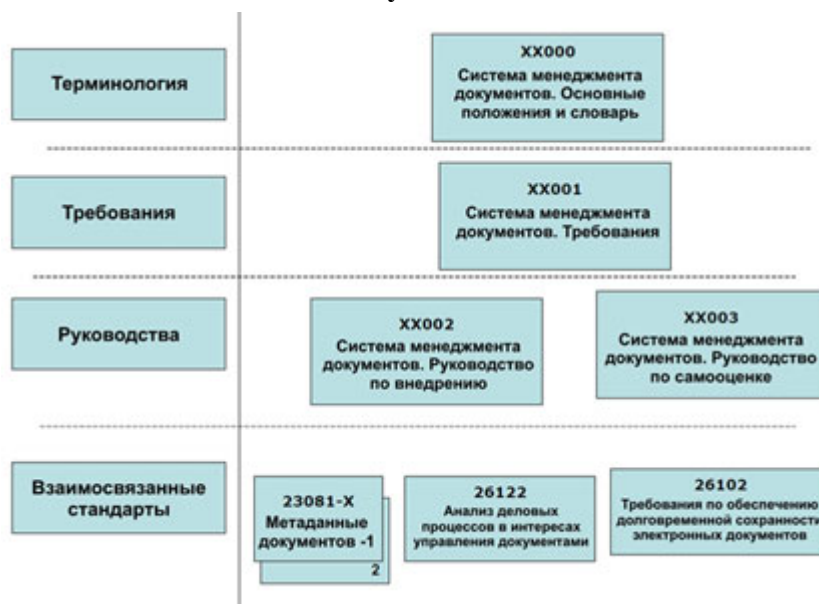 Терминология
XX000
Система менеджмента
документов. Основные
положения и словарь
Требования
XX001
Система менеджмента
документов. Требования
Руководства
XX002
Система менеджмента
документов. Руководство
по внедрению
XX003
Система менеджмента
документов. Руководство
по самооценке
Взаимосвязанные
стандарты
23081-X
Метаданные
документов -1
2
26122
Анализ деловых
процессов в интересах
управления документами
26102
Требования по обеспечению
долговременной сохранности
электронных документов